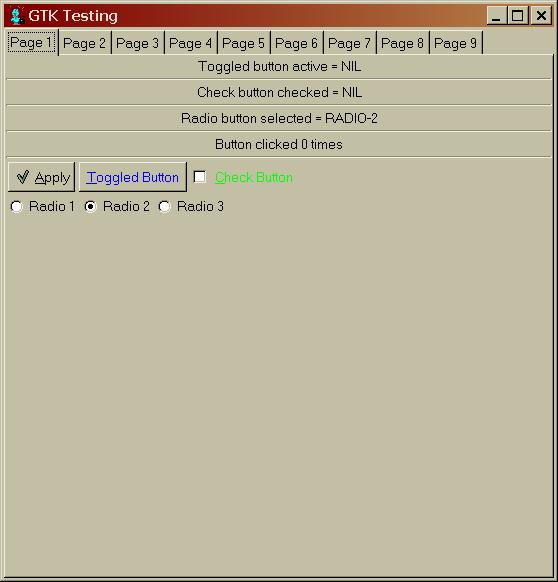 GTK Testing
Page 1 Page 2 Page 3 Page 4 Page 5 Page 6 Page 7 Page 8 Page 9
Toggled button active = NIL
Check button checked = NIL
Radio button selected = RADIO-2
Button clicked 0 times
Apply Toggled Button Check Button
Radio 1 Radio 2 Radio 3